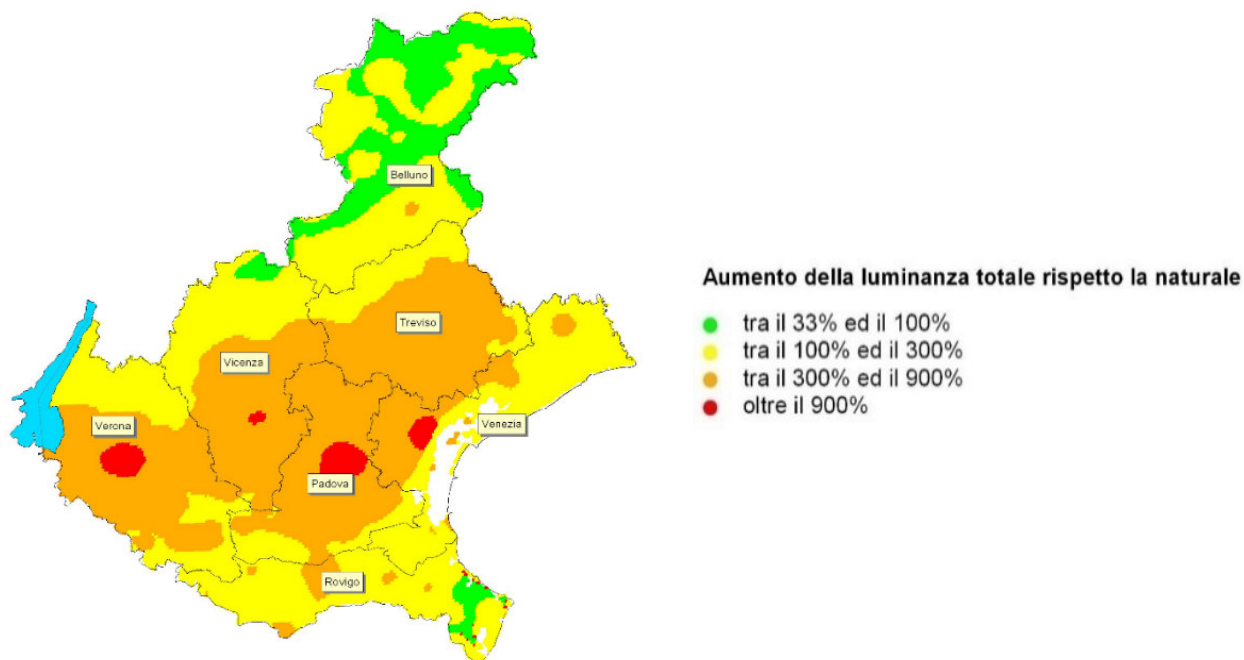 Belluno
Aumento della luminanza totale rispetto la naturale
tra il 33% ed il 100%
tra il 100% ed il 300%
tra il 300% ed il 900%
oltre il 900%
Treviso
Vicenza
Verona
Venezia
Padova
Rovigo